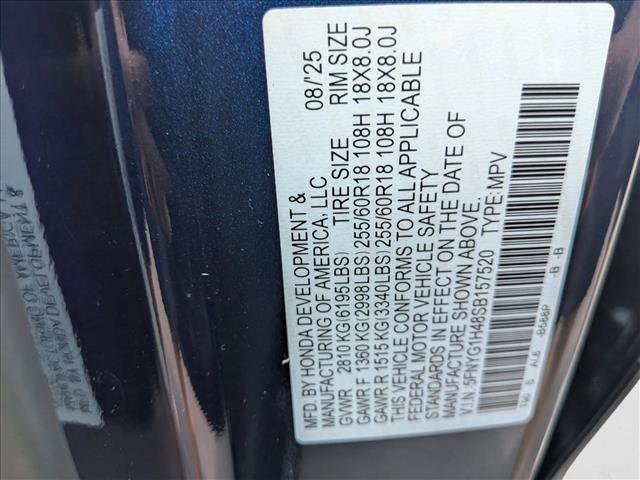 MFD. BY HONDA DEVELOPMENT & 08/'25
MANUFACTURING OF AMERICA, LLC
GVWR 2810 KG(6195LBS) TIRE SIZE RIM SIZE
GAWR F 1360 KG(2998LBS) 255/60R18 108H 18X8.0J
GAWR R 1515 KG(3340LBS) 255/60R18 108H 18X8.0J
THIS VEHICLE CONFORMS TO ALL APPLICABLE
FEDERAL MOTOR VEHICLE SAFETY
STANDARDS IN EFFECT ON THE DATE OF
MANUFACTURE SHOWN ABOVE.
V.I.N.:5FNYG1H46SB157520 TYPE:MPV
-B588P -B -B